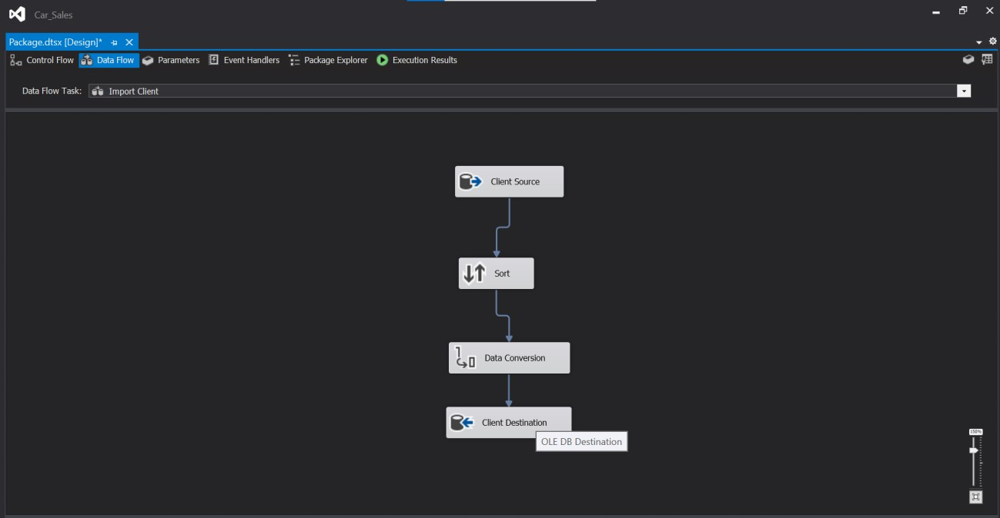 Car_Sales
Package.dtsx [Design]*
Control Flow Data Flow Parameters Event Handlers Package Explorer Execution Results
Data Flow Task: Import Client
Client Source
Sort
Data Conversion
Client Destination
OLE DB Destination
150%